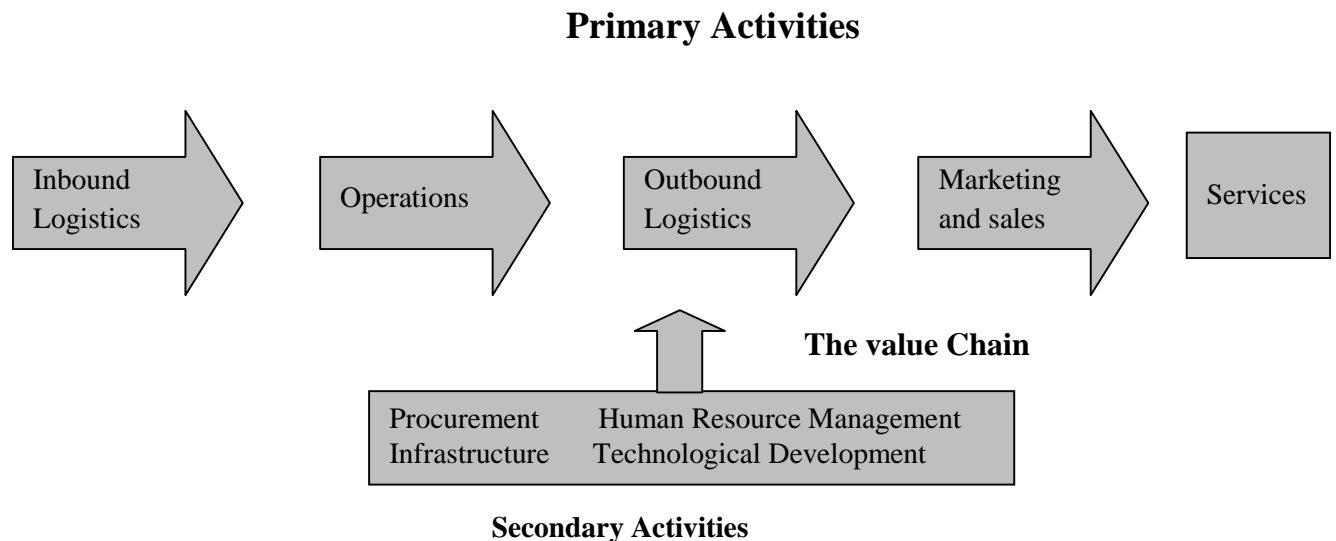 Primary Activities
Inbound
Logistics
Operations
Outbound
Logistics
Marketing
and sales
Services
The value Chain
Procurement Human Resource Management
Infrastructure Technological Development
Secondary Activities